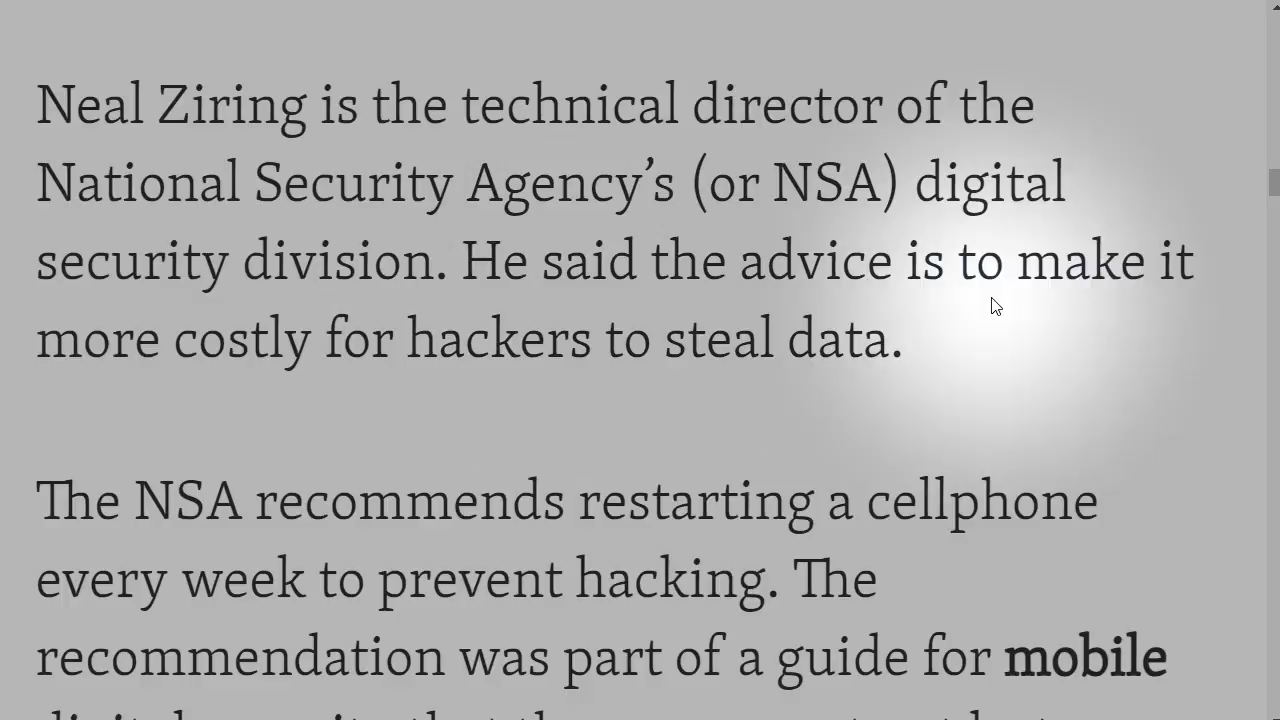 Neal Ziring is the technical director of the
National Security Agency’s (or NSA) digital
security division. He said the advice is to make it
more costly for hackers to steal data.
The NSA recommends restarting a cellphone
every week to prevent hacking. The
recommendation was part of a guide for mobile